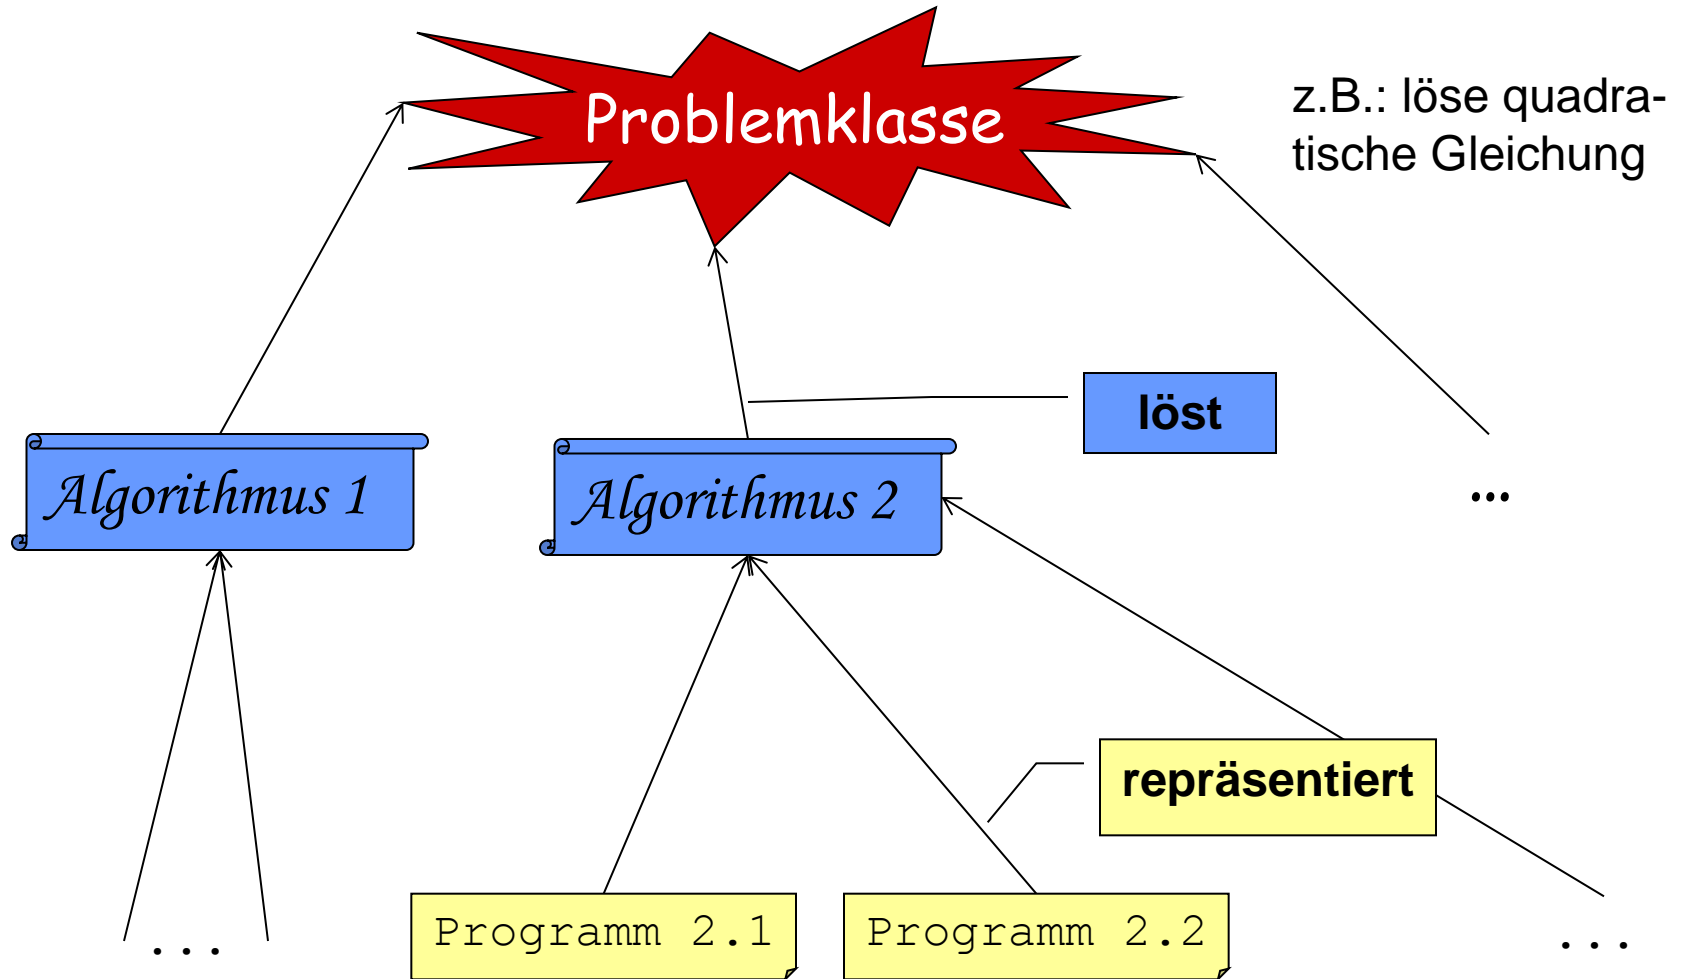 Problemklasse
z.B.: löse quadra-
tische Gleichung
löst
Algorithmus 1
Algorithmus 2
...
repräsentiert
...
Programm 2.1
Programm 2.2
...